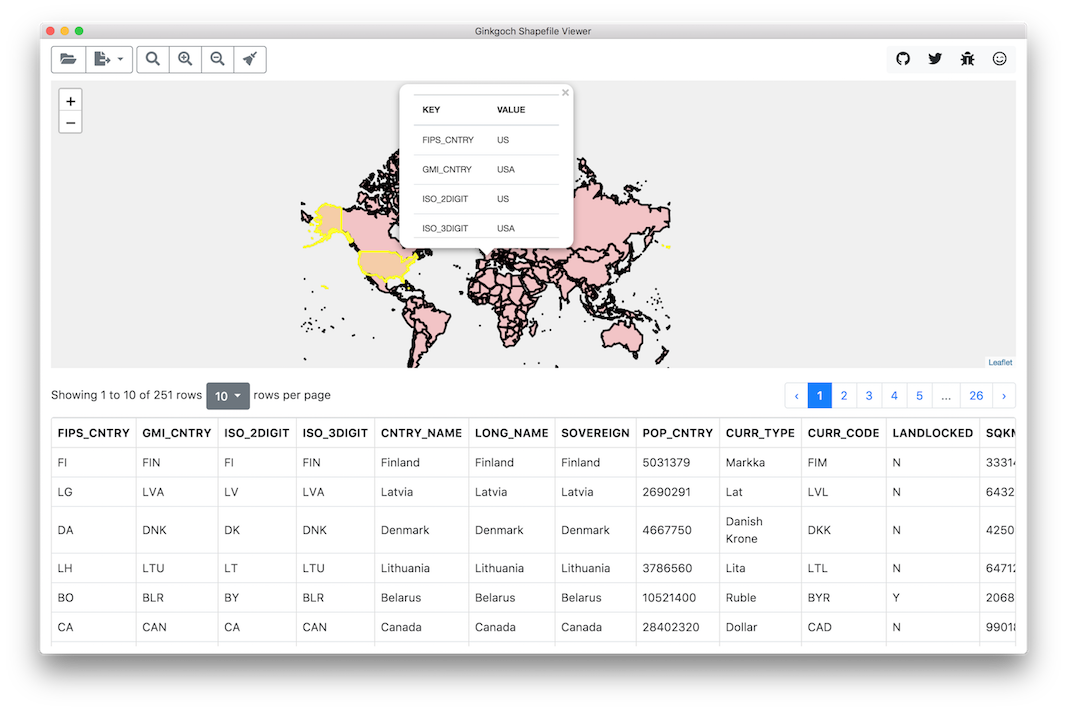 Ginkgoch Shapefile Viewer
+
−
×
KEY VALUE
FIPS_CNTRY US
GMI_CNTRY USA
ISO_2DIGIT US
ISO_3DIGIT USA
Leaflet
Showing 1 to 10 of 251 rows 10 rows per page
‹ 1 2 3 4 5 ... 26 ›
FIPS_CNTRY GMI_CNTRY ISO_2DIGIT ISO_3DIGIT CNTRY_NAME LONG_NAME SOVEREIGN POP_CNTRY CURR_TYPE CURR_CODE LANDLOCKED
FI FIN FI FIN Finland Finland Finland 5031379 Markka FIM N
LG LVA LV LVA Latvia Latvia Latvia 2690291 Lat LVL N 6432
DA DNK DK DNK Denmark Denmark Denmark 4667750 Danish Krone DKK N 4250
LH LTU LT LTU Lithuania Lithuania Lithuania 3786560 Lita LTL N
BO BLR BY BLR Belarus Belarus Belarus 10521400 Ruble BYR Y 2068
CA CAN CA CAN Canada Canada Canada 28402320 Dollar CAD N